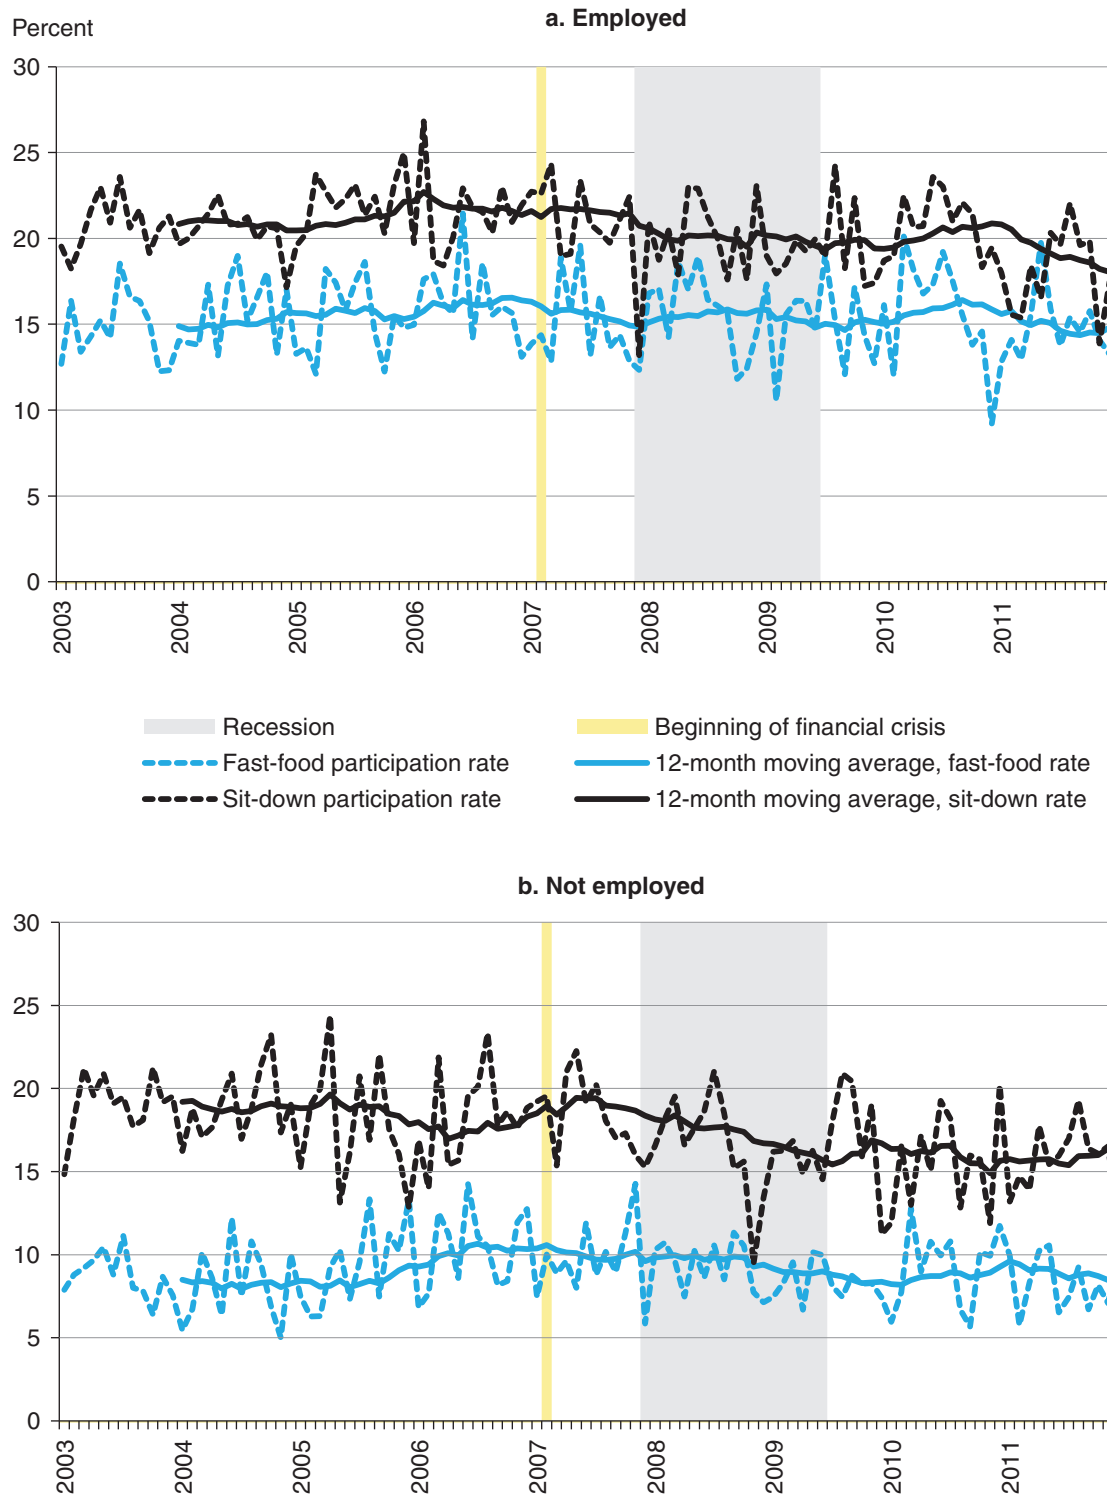 a. Employed
Percent
30
25
20
15
10
5
0
2003 2004 2005 2006 2007 2008 2009 2010 2011
Recession Beginning of financial crisis
Fast-food participation rate 12-month moving average, fast-food rate
Sit-down participation rate 12-month moving average, sit-down rate
b. Not employed
30
25
20
15
10
5
0
2003 2004 2005 2006 2007 2008 2009 2010 2011